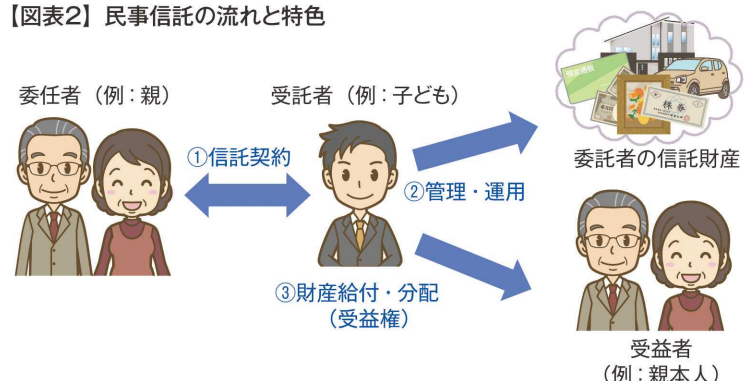 【図表2】民事信託の流れと特色
委任者（例：親）
受託者（例：子ども）
①信託契約
②管理・運用
委託者の信託財産
③財産給付・分配
（受益権）
受益者
（例：親本人）
株券